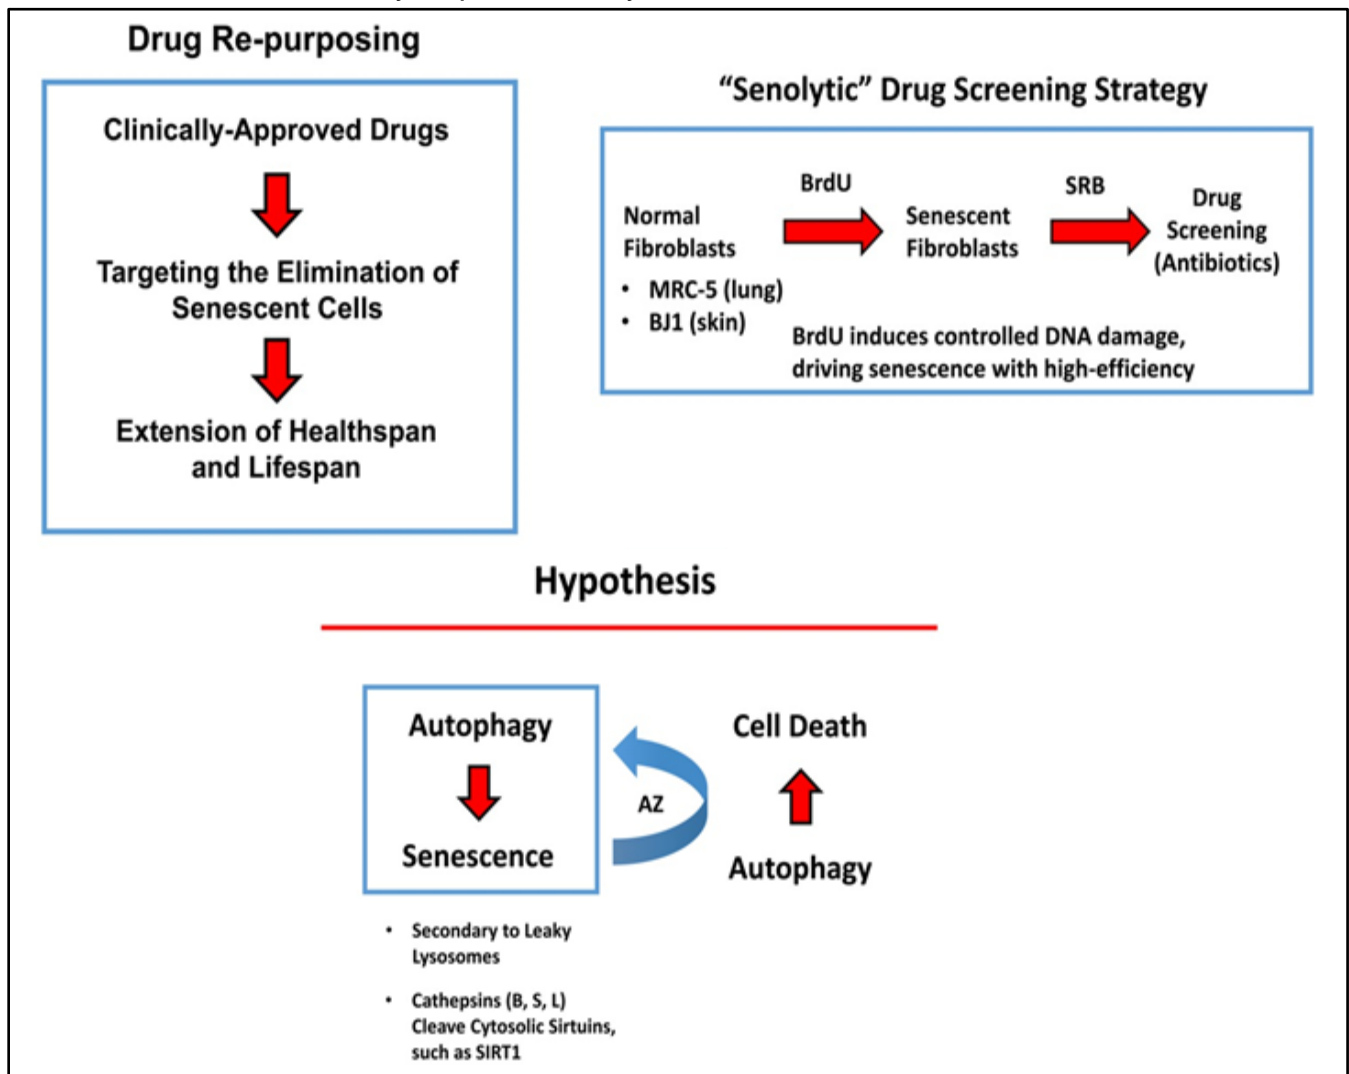 Drug Re-purposing
Clinically-Approved Drugs
Targeting the Elimination of
Senescent Cells
Extension of Healthspan
and Lifespan
“Senolytic” Drug Screening Strategy
Normal
Fibroblasts
• MRC-5 (lung)
• BJ1 (skin)
BrdU
Senescent
Fibroblasts
SRB
Drug
Screening
(Antibiotics)
BrdU induces controlled DNA damage,
driving senescence with high-efficiency
Hypothesis
Autophagy
Senescence
AZ
Cell Death
Autophagy
• Secondary to Leaky
Lysosomes
• Cathepsins (B, S, L)
Cleave Cytosolic Sirtuins,
such as SIRT1